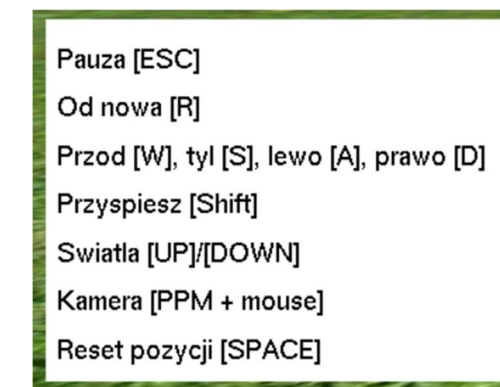 Pauza [ESC]
Od nowa [R]
Przod [W], tyl [S], lewo [A], prawo [D]
Przyspiesz [Shift]
Swiatla [UP]/[DOWN]
Kamera [PPM + mouse]
Reset pozycji [SPACE]